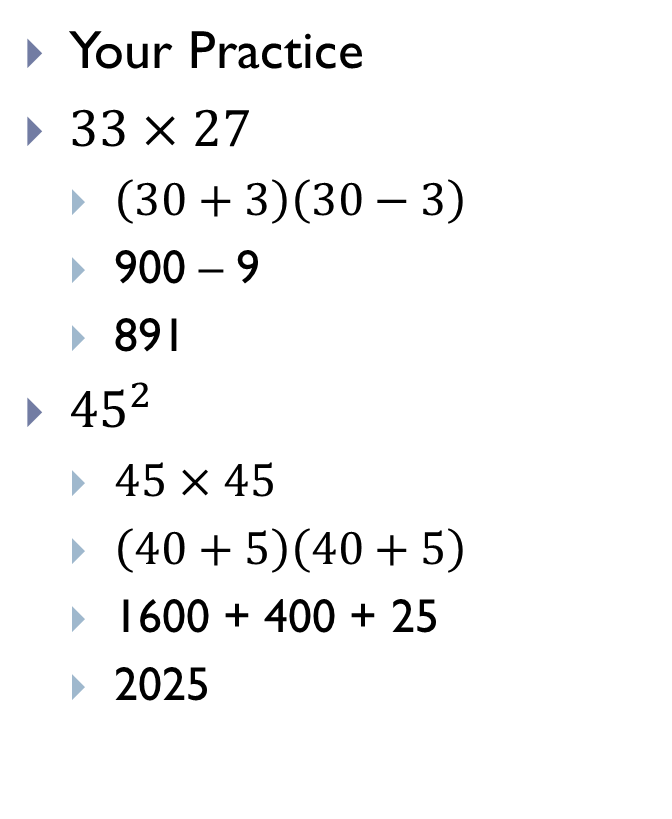 Your Practice
33 × 27
(30 + 3)(30 − 3)
900 – 9
891
45²
45 × 45
(40 + 5)(40 + 5)
1600 + 400 + 25
2025